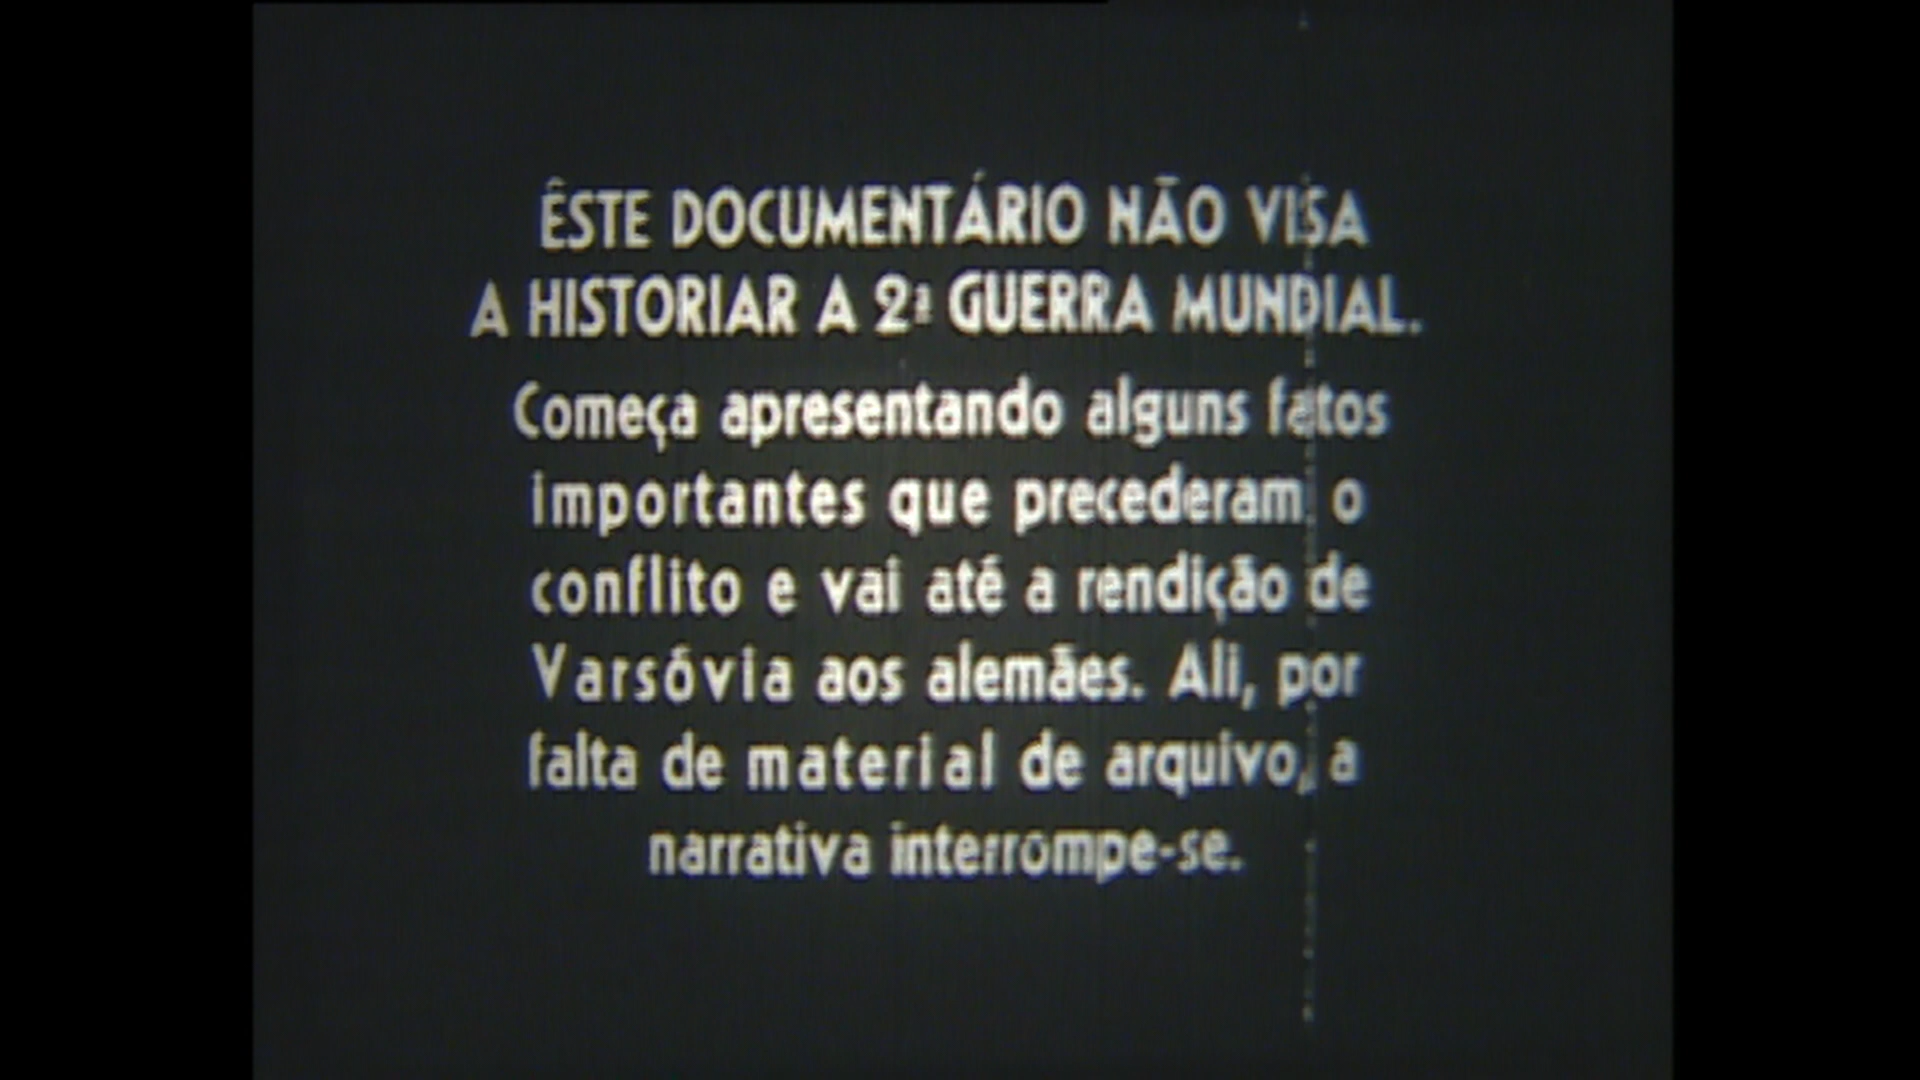 ÊSTE DOCUMENTÁRIO NÃO VISA
A HISTORIAR A 2ª GUERRA MUNDIAL.
Começa apresentando alguns fatos
importantes que precederam o
conflito e vai até a rendição de
Varsóvia aos alemães. Ali, por
falta de material de arquivo, a
narrativa interrompe-se.